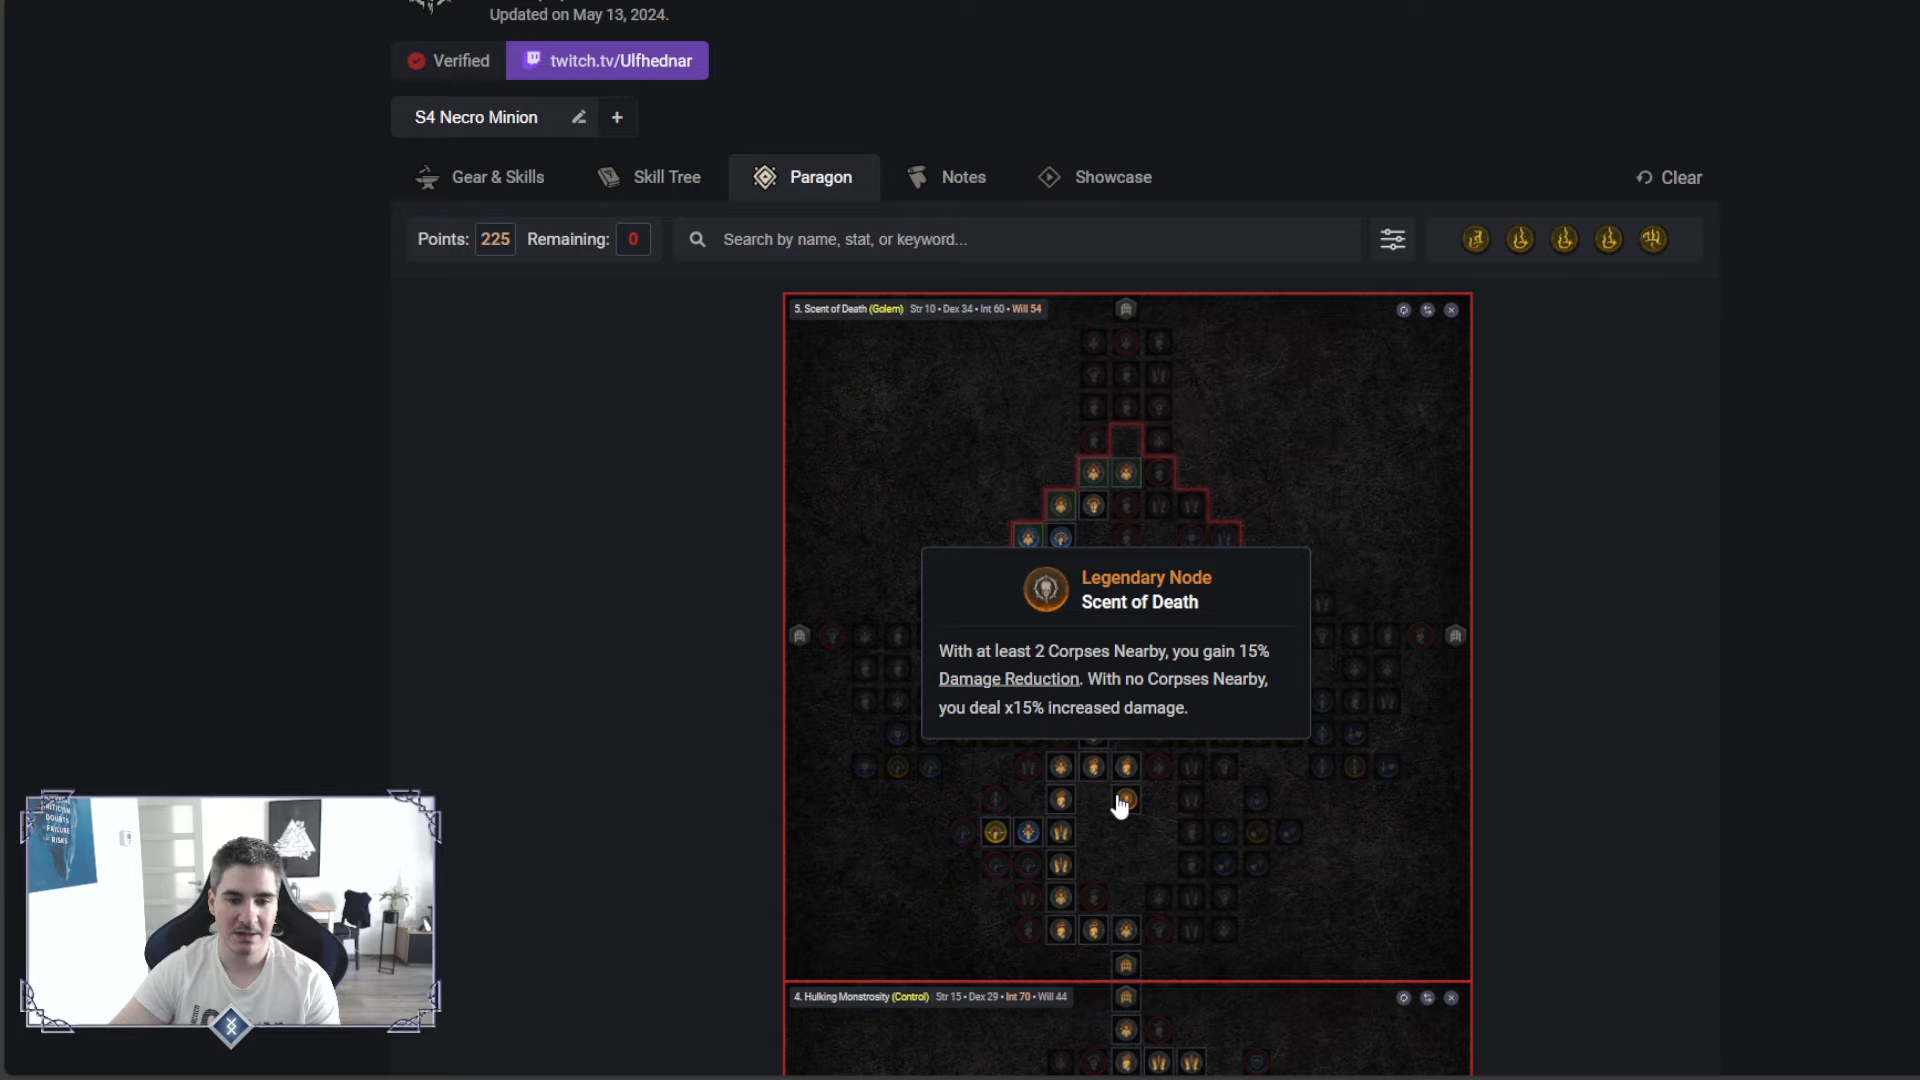 Updated on May 13, 2024.
Verified
twitch.tv/Ulfhednar
S4 Necro Minion
+
Gear & Skills
Skill Tree
Paragon
Notes
Showcase
Clear
Points: 225 Remaining: 0
Search by name, stat, or keyword...
5. Scent of Death (Golem) Str 10 • Dex 34 • Int 60 • Will 54
Legendary Node
Scent of Death
With at least 2 Corpses Nearby, you gain 15%
Damage Reduction. With no Corpses Nearby,
you deal x15% increased damage.
4. Hulking Monstrosity (Control) Str 15 • Dex 29 • Int 70 • Will 44
CRITICISM
DOUBTS
FAILURE
RISKS